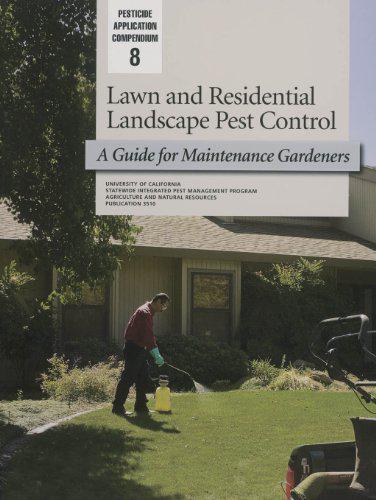 PESTICIDE
APPLICATION
COMPENDIUM
8
Lawn and Residential
Landscape Pest Control
A Guide for Maintenance Gardeners
UNIVERSITY OF CALIFORNIA
STATEWIDE INTEGRATED PEST MANAGEMENT PROGRAM
AGRICULTURE AND NATURAL RESOURCES
PUBLICATION 3510